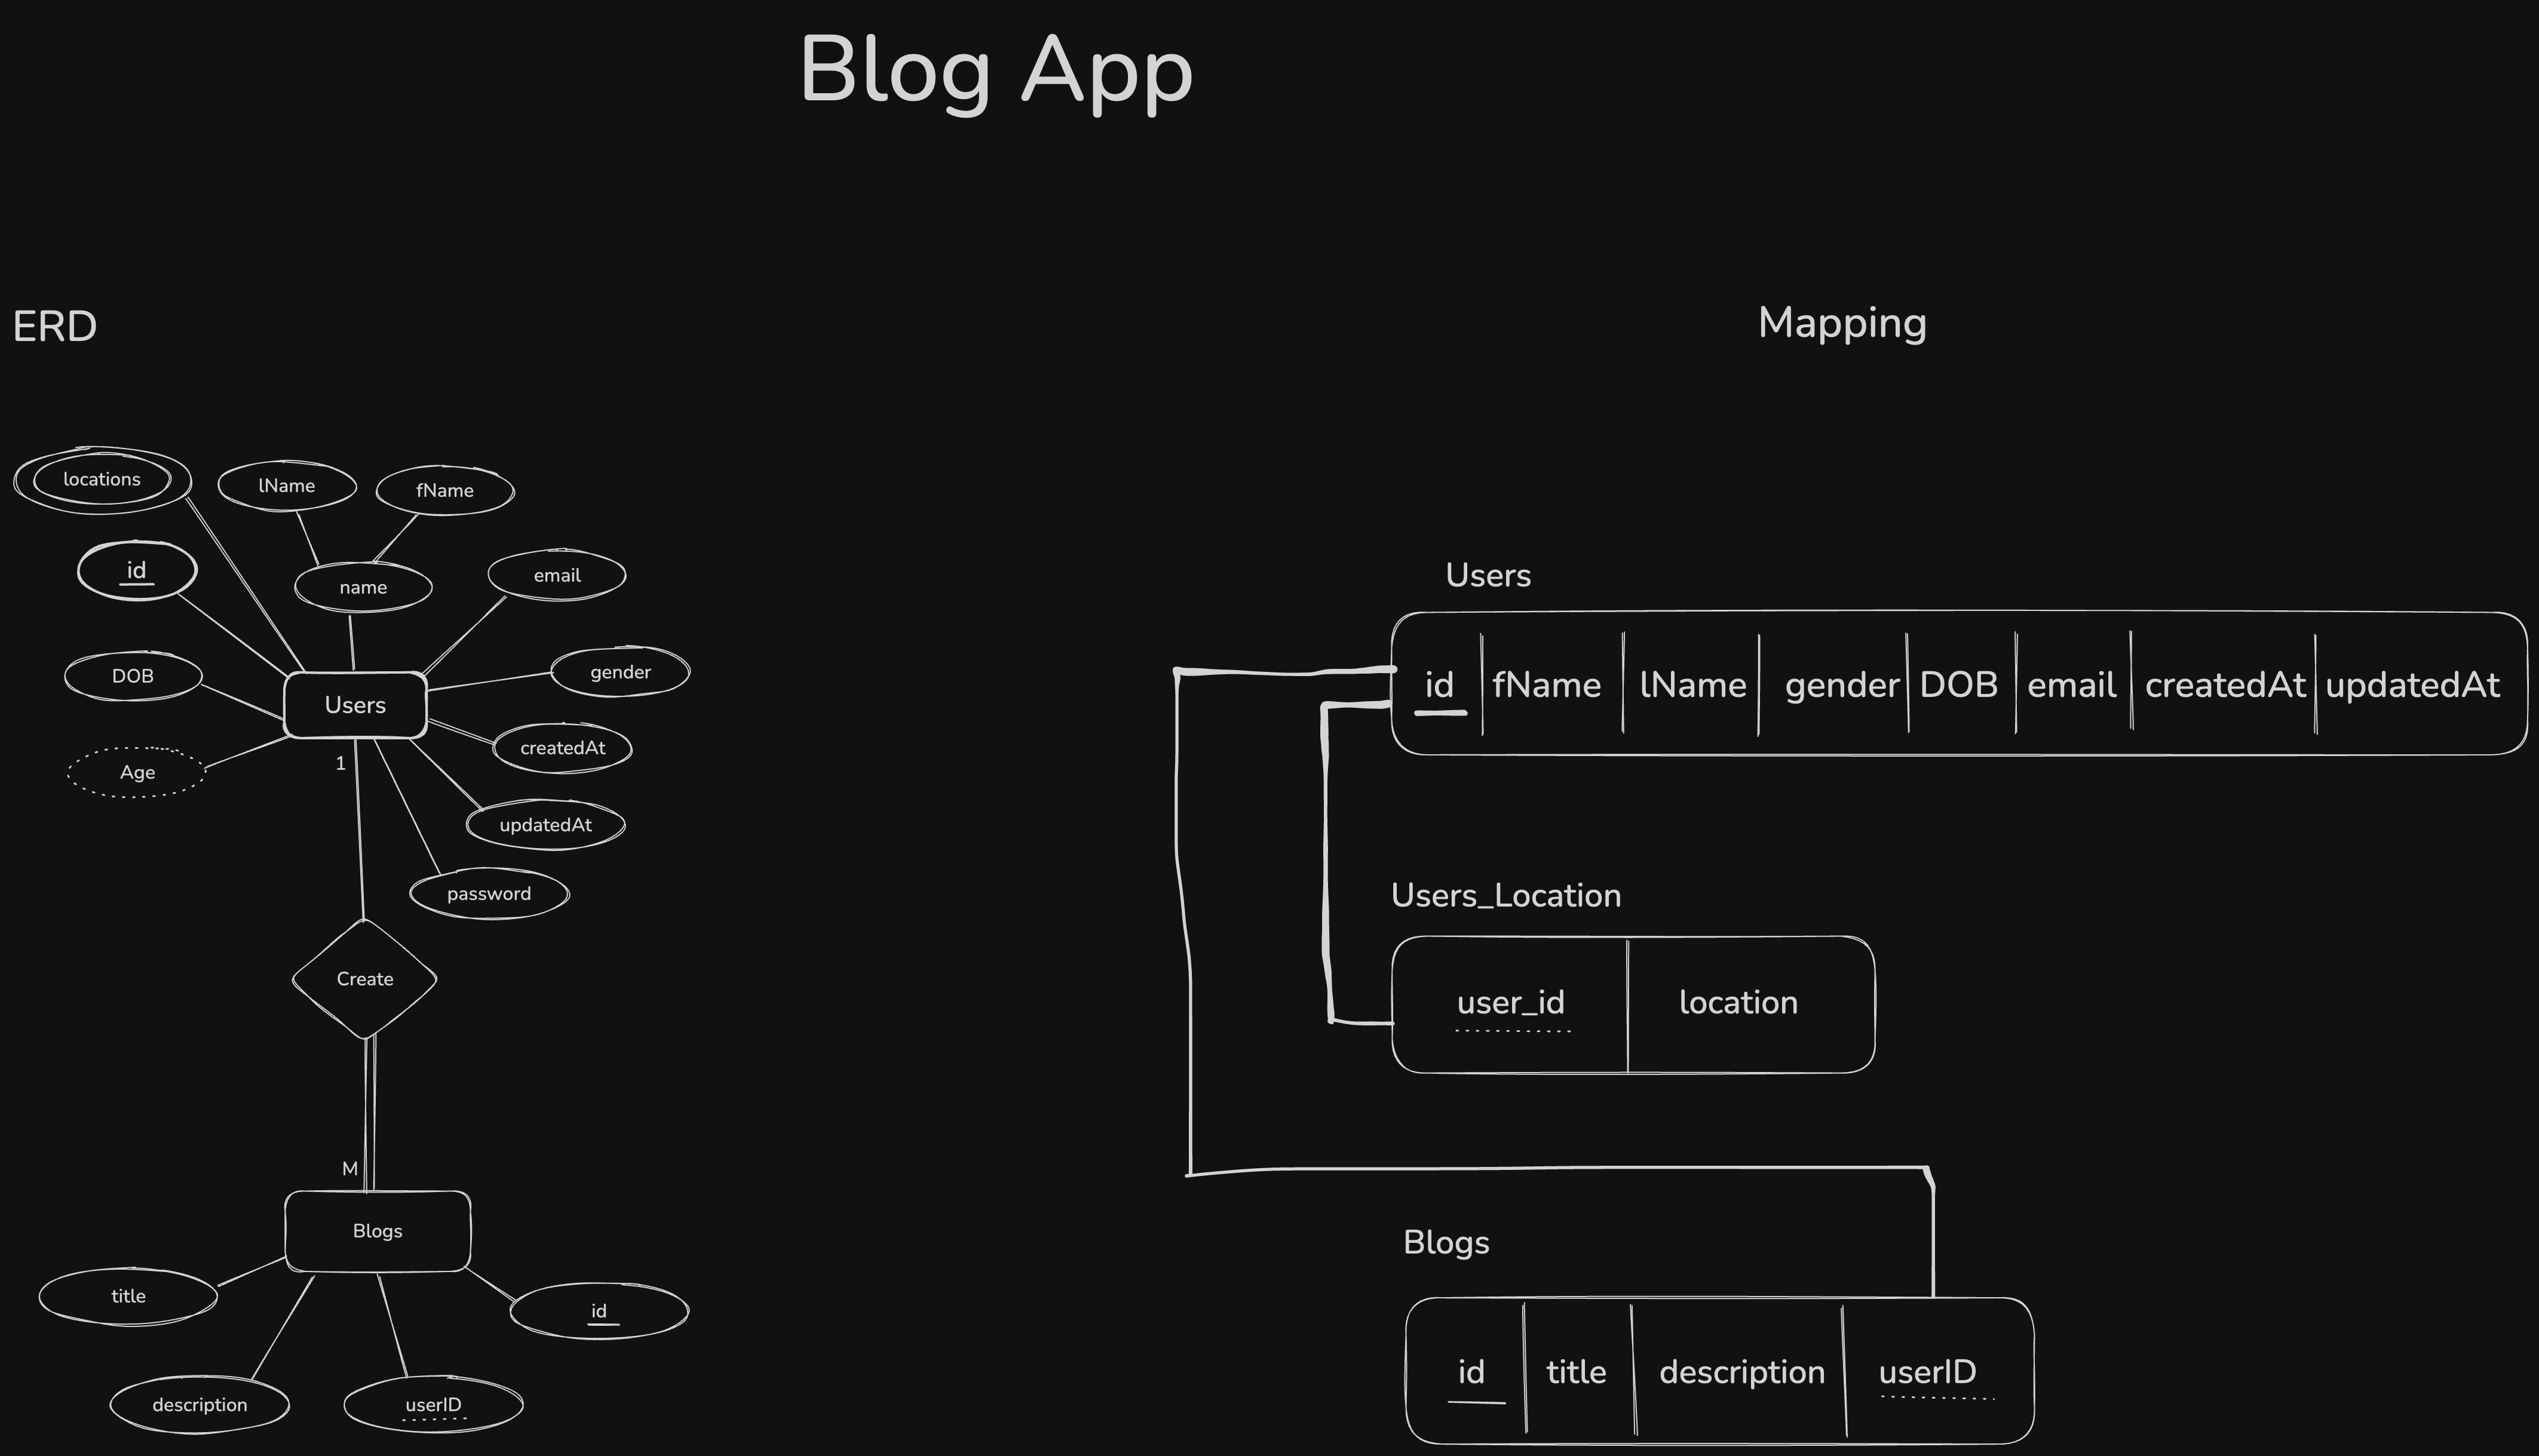 Blog App
ERD
Mapping
locations
lName
fName
id
name
email
DOB
Users
gender
Age
createdAt
1
updatedAt
password
Create
M
Blogs
title
id
description
userID
Users
id fName lName gender DOB email createdAt updatedAt
Users_Location
user_id location
Blogs
id title description userID